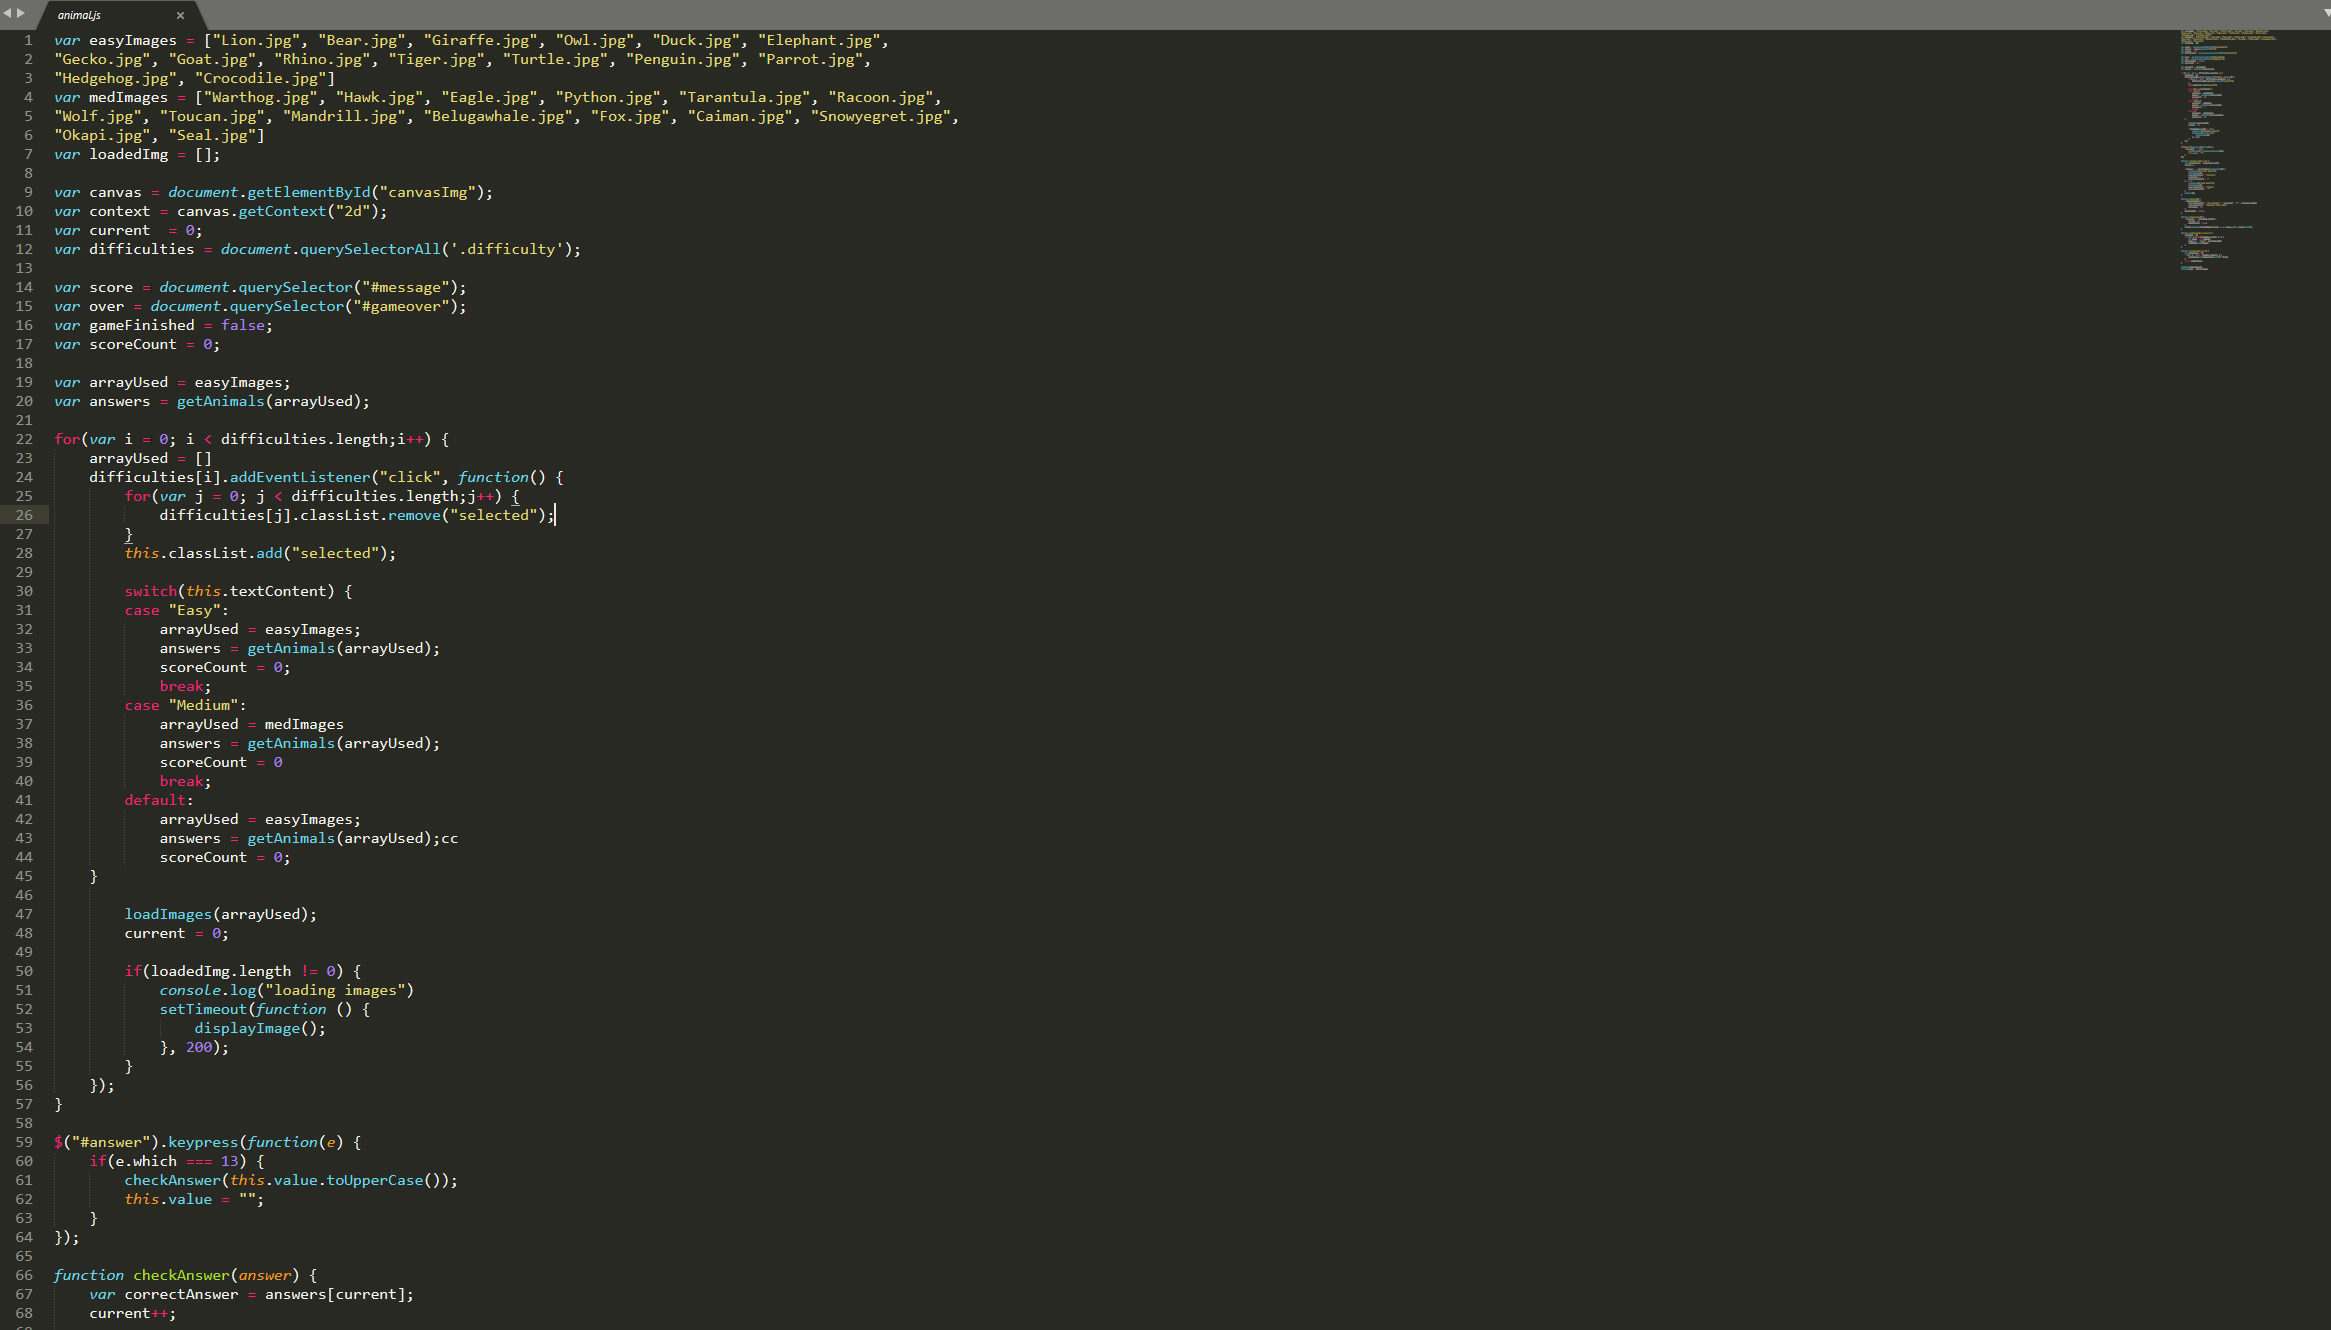 animal.js ×
1 var easyImages = ["Lion.jpg", "Bear.jpg", "Giraffe.jpg", "Owl.jpg", "Duck.jpg", "Elephant.jpg",
2 "Gecko.jpg", "Goat.jpg", "Rhino.jpg", "Tiger.jpg", "Turtle.jpg", "Penguin.jpg", "Parrot.jpg",
3 "Hedgehog.jpg", "Crocodile.jpg"]
4 var medImages = ["Warthog.jpg", "Hawk.jpg", "Eagle.jpg", "Python.jpg", "Tarantula.jpg", "Racoon.jpg",
5 "Wolf.jpg", "Toucan.jpg", "Mandrill.jpg", "Belugawhale.jpg", "Fox.jpg", "Caiman.jpg", "Snowyegret.jpg",
6 "Okapi.jpg", "Seal.jpg"]
7 var loadedImg = [];
8
9 var canvas = document.getElementById("canvasImg");
10 var context = canvas.getContext("2d");
11 var current  = 0;
12 var difficulties = document.querySelectorAll('.difficulty');
13
14 var score = document.querySelector("#message");
15 var over = document.querySelector("#gameover");
16 var gameFinished = false;
17 var scoreCount = 0;
18
19 var arrayUsed = easyImages;
20 var answers = getAnimals(arrayUsed);
21
22 for(var i = 0; i < difficulties.length;i++) {
23     arrayUsed = []
24     difficulties[i].addEventListener("click", function() {
25         for(var j = 0; j < difficulties.length;j++) {
26             difficulties[j].classList.remove("selected");
27         }
28         this.classList.add("selected");
29
30         switch(this.textContent) {
31         case "Easy":
32             arrayUsed = easyImages;
33             answers = getAnimals(arrayUsed);
34             scoreCount = 0;
35             break;
36         case "Medium":
37             arrayUsed = medImages
38             answers = getAnimals(arrayUsed);
39             scoreCount = 0
40             break;
41         default:
42             arrayUsed = easyImages;
43             answers = getAnimals(arrayUsed);cc
44             scoreCount = 0;
45     }
46
47         loadImages(arrayUsed);
48         current = 0;
49
50         if(loadedImg.length != 0) {
51             console.log("loading images")
52             setTimeout(function () {
53                 displayImage();
54             }, 200);
55         }
56     });
57 }
58
59 $("#answer").keypress(function(e) {
60     if(e.which === 13) {
61         checkAnswer(this.value.toUpperCase());
62         this.value = "";
63     }
64 });
65
66 function checkAnswer(answer) {
67     var correctAnswer = answers[current];
68     current++;